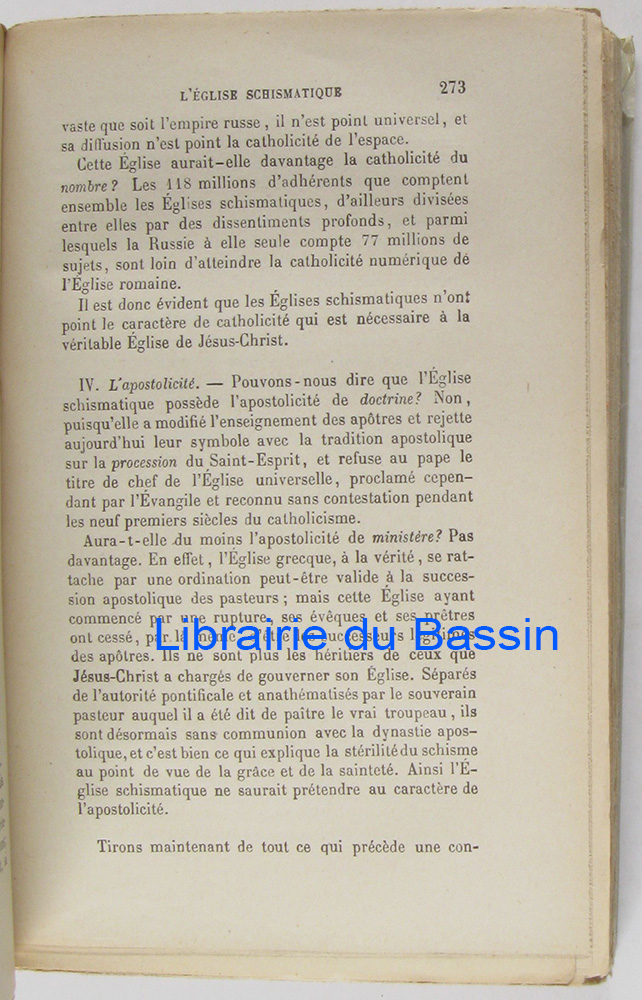 L'ÉGLISE SCHISMATIQUE 273
vaste que soit l'empire russe, il n'est point universel, et
sa diffusion n'est point la catholicité de l'espace.
Cette Église aurait-elle davantage la catholicité du
nombre? Les 118 millions d'adhérents que comptent
ensemble les Églises schismatiques, d'ailleurs divisées
entre elles par des dissentiments profonds, et parmi
lesquels la Russie à elle seule compte 77 millions de
sujets, sont loin d'atteindre la catholicité numérique de
l'Église romaine.
Il est donc évident que les Églises schismatiques n'ont
point le caractère de catholicité qui est nécessaire à la
véritable Église de Jésus-Christ.
IV. L'apostolicité. — Pouvons-nous dire que l'Église
schismatique possède l'apostolicité de doctrine? Non,
puisqu'elle a modifié l'enseignement des apôtres et rejette
aujourd'hui leur symbole avec la tradition apostolique
sur la procession du Saint-Esprit, et refuse au pape le
titre de chef de l'Église universelle, proclamé cepen-
dant par l'Évangile et reconnu sans contestation pendant
les neuf premiers siècles du catholicisme.
Aura-t-elle du moins l'apostolicité de ministère? Pas
davantage. En effet, l'Église grecque, à la vérité, se rat-
tache par une ordination peut-être valide à la succes-
sion apostolique des pasteurs; mais cette Église ayant
commencé par une rupture, ses évêques et ses prêtres
ont cessé, par là même, d'être les successeurs légitimes
Librairie du Bassin
des apôtres. Ils ne sont plus les héritiers de ceux que
Jésus-Christ a chargés de gouverner son Église. Séparés
de l'autorité pontificale et anathématisés par le souverain
pasteur auquel il a été dit de paître le vrai troupeau, ils
sont désormais sans communion avec la dynastie apos-
tolique, et c'est bien ce qui explique la stérilité du schisme
au point de vue de la grâce et de la sainteté. Ainsi l'É-
glise schismatique ne saurait prétendre au caractère de
l'apostolicité.
Tirons maintenant de tout ce qui précède une con-